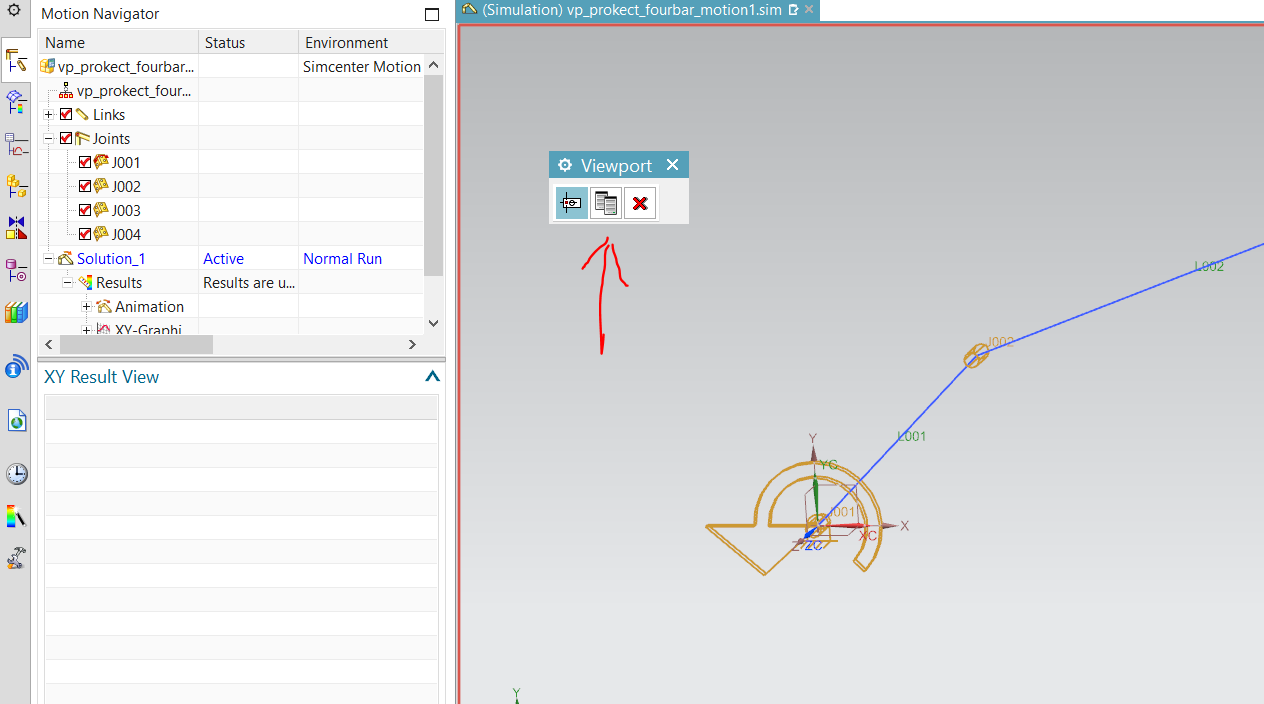 Motion Navigator
(Simulation) vp_prokect_fourbar_motion1.sim
Name Status Environment
vp_prokect_fourbar... Simcenter Motion
vp_prokect_four...
Links
Joints
J001
J002
J003
J004
Solution_1 Active Normal Run
Results Results are u...
Animation
XY-Graphi
XY Result View
Viewport
L002
J002
L001
Y
YC
J001
X
XC
Z ZC
Y